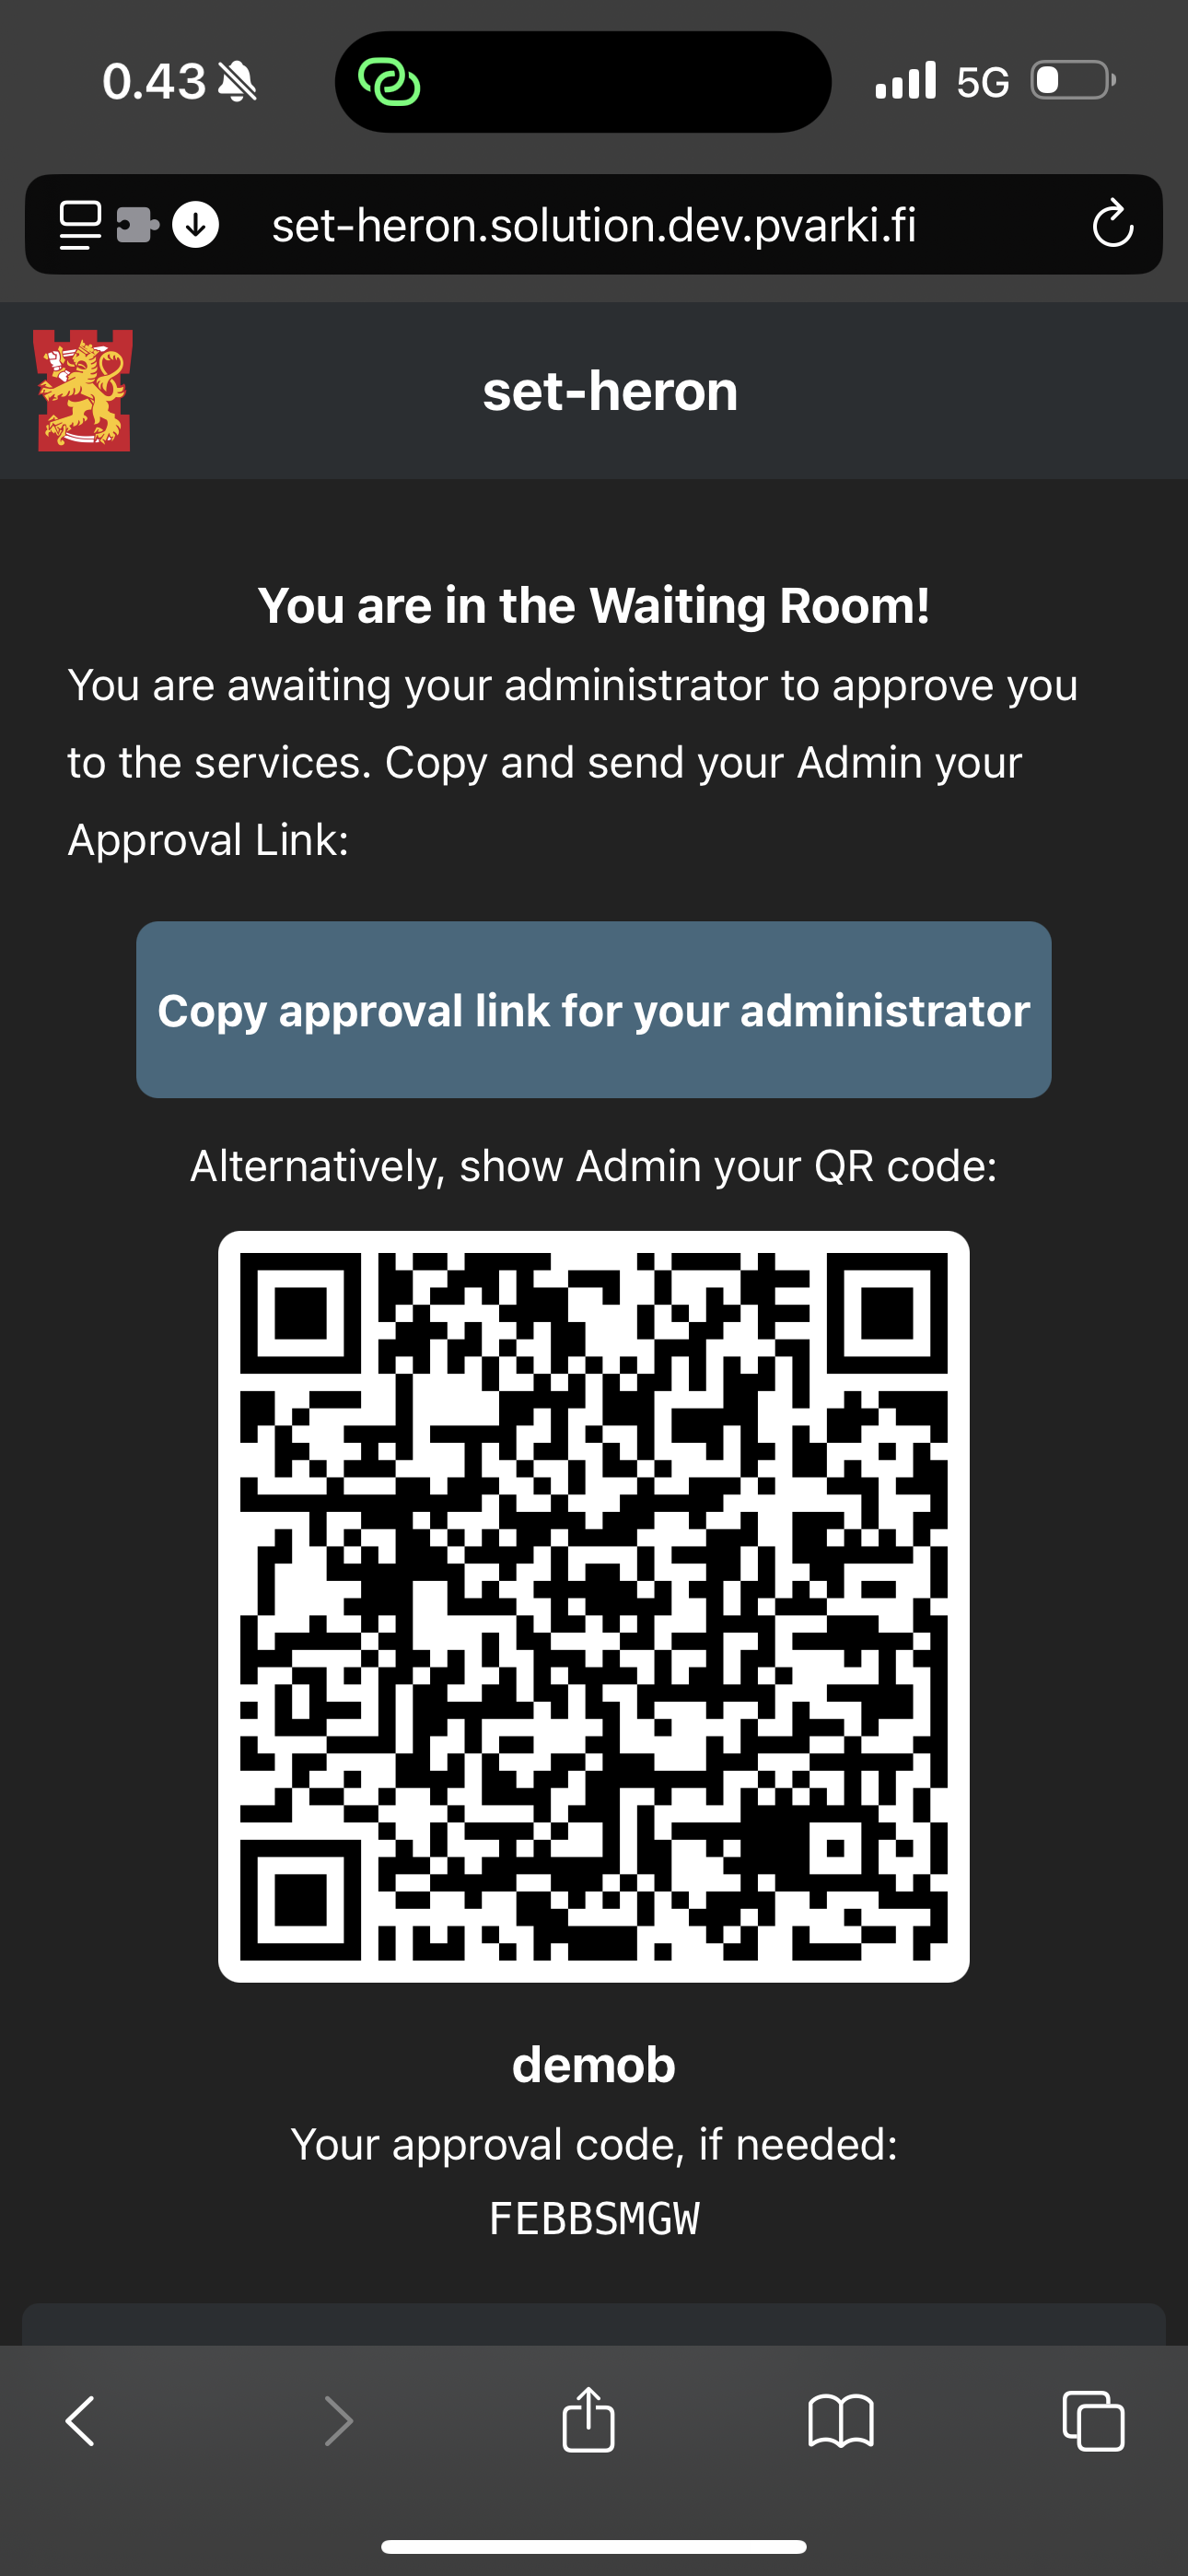 0.43
5G
set-heron.solution.dev.pvarki.fi
set-heron
You are in the Waiting Room!
You are awaiting your administrator to approve you
to the services. Copy and send your Admin your
Approval Link:
Copy approval link for your administrator
Alternatively, show Admin your QR code:
demob
Your approval code, if needed:
FEBBSMGW